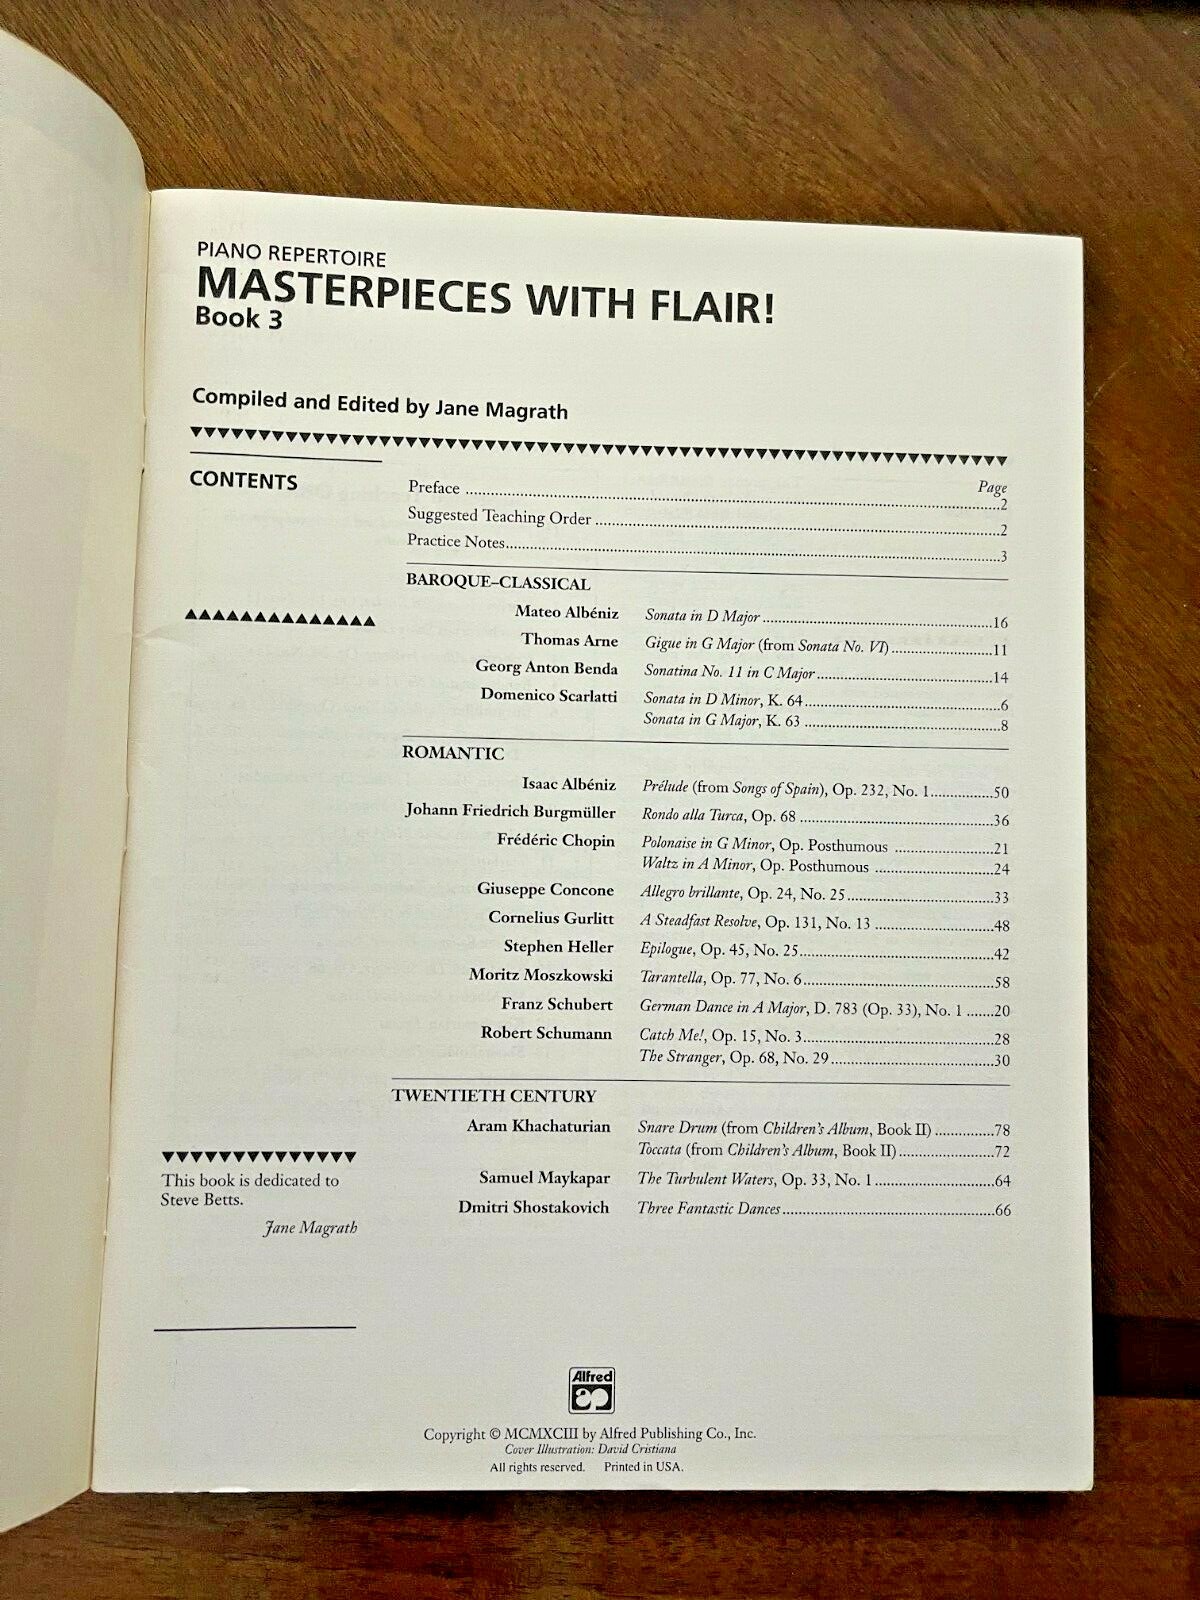 PIANO REPERTOIRE
MASTERPIECES WITH FLAIR!
Book 3
Compiled and Edited by Jane Magrath
CONTENTS
Page
Preface ..........2
Suggested Teaching Order ..........2
Practice Notes..........3
BAROQUE–CLASSICAL
Mateo Albéniz Sonata in D Major..........16
Thomas Arne Gigue in G Major (from Sonata No. VI)..........11
Georg Anton Benda Sonatina No. 11 in C Major..........14
Domenico Scarlatti Sonata in D Minor, K. 64..........6
Sonata in G Major, K. 63 ..........8
ROMANTIC
Isaac Albéniz Prélude (from Songs of Spain), Op. 232, No. 1..........50
Johann Friedrich Burgmüller Rondo alla Turca, Op. 68 ..........36
Frédéric Chopin Polonaise in G Minor, Op. Posthumous ..........21
Waltz in A Minor, Op. Posthumous ..........24
Giuseppe Concone Allegro brillante, Op. 24, No. 25..........33
Cornelius Gurlitt A Steadfast Resolve, Op. 131, No. 13 ..........48
Stephen Heller Epilogue, Op. 45, No. 25..........42
Moritz Moszkowski Tarantella, Op. 77, No. 6..........58
Franz Schubert German Dance in A Major, D. 783 (Op. 33), No. 1 .......20
Robert Schumann Catch Me!, Op. 15, No. 3..........28
The Stranger, Op. 68, No. 29..........30
TWENTIETH CENTURY
Aram Khachaturian Snare Drum (from Children's Album, Book II) ..........78
Toccata (from Children's Album, Book II)..........72
Samuel Maykapar The Turbulent Waters, Op. 33, No. 1..........64
Dmitri Shostakovich Three Fantastic Dances..........66
This book is dedicated to
Steve Betts.
Jane Magrath
Alfred
Copyright © MCMXCIII by Alfred Publishing Co., Inc.
Cover Illustration: David Cristiana
All rights reserved. Printed in USA.